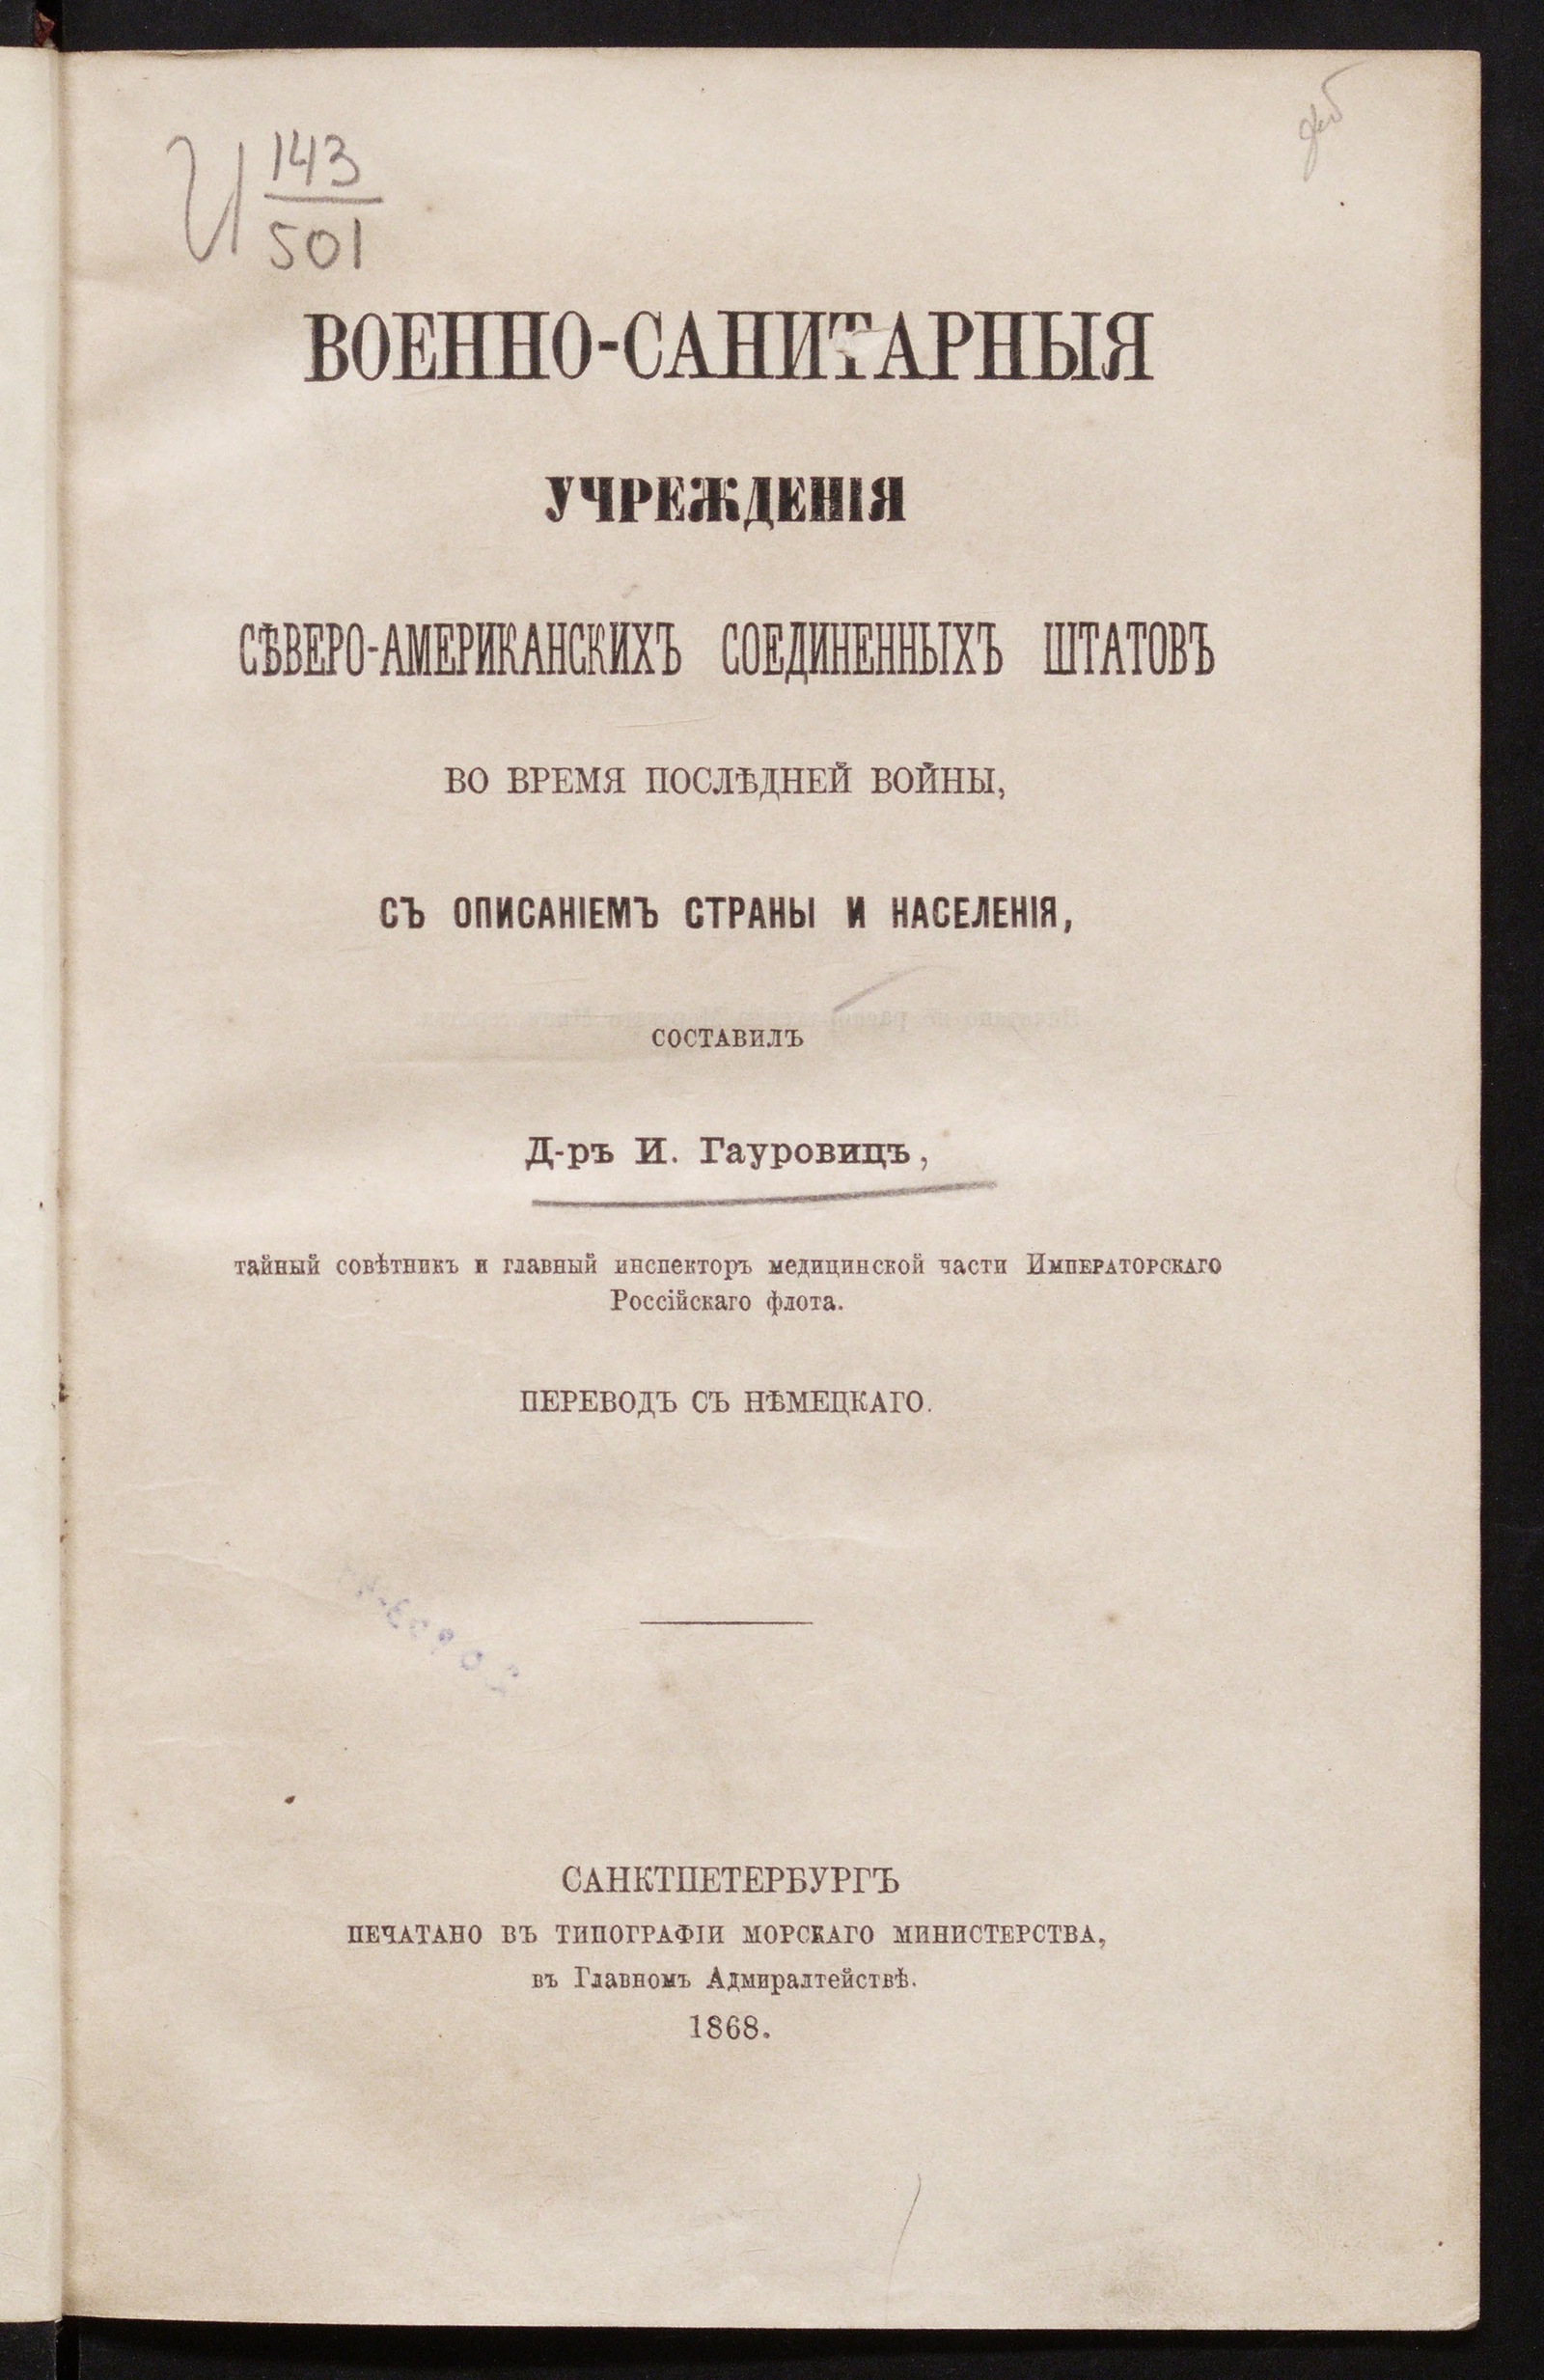 И 143
501
ВОЕННО-САНИТАРНЫЯ
УЧРЕЖДЕНІЯ
СѢВЕРО-АМЕРИКАНСКИХЪ СОЕДИНЕННЫХЪ ШТАТОВЪ
ВО ВРЕМЯ ПОСЛѢДНЕЙ ВОЙНЫ,
СЪ ОПИСАНІЕМЪ СТРАНЫ И НАСЕЛЕНІЯ,
СОСТАВИЛЪ
Д-ръ И. Гауровицъ,
тайный совѣтникъ и главный инспекторъ медицинской части Императорскаго
Россійскаго флота.
ПЕРЕВОДЪ СЪ НѢМЕЦКАГО.
САНКТПЕТЕРБУРГЪ
ПЕЧАТАНО ВЪ ТИПОГРАФІИ МОРСКАГО МИНИСТЕРСТВА,
въ Главномъ Адмиралтействѣ.
1868.